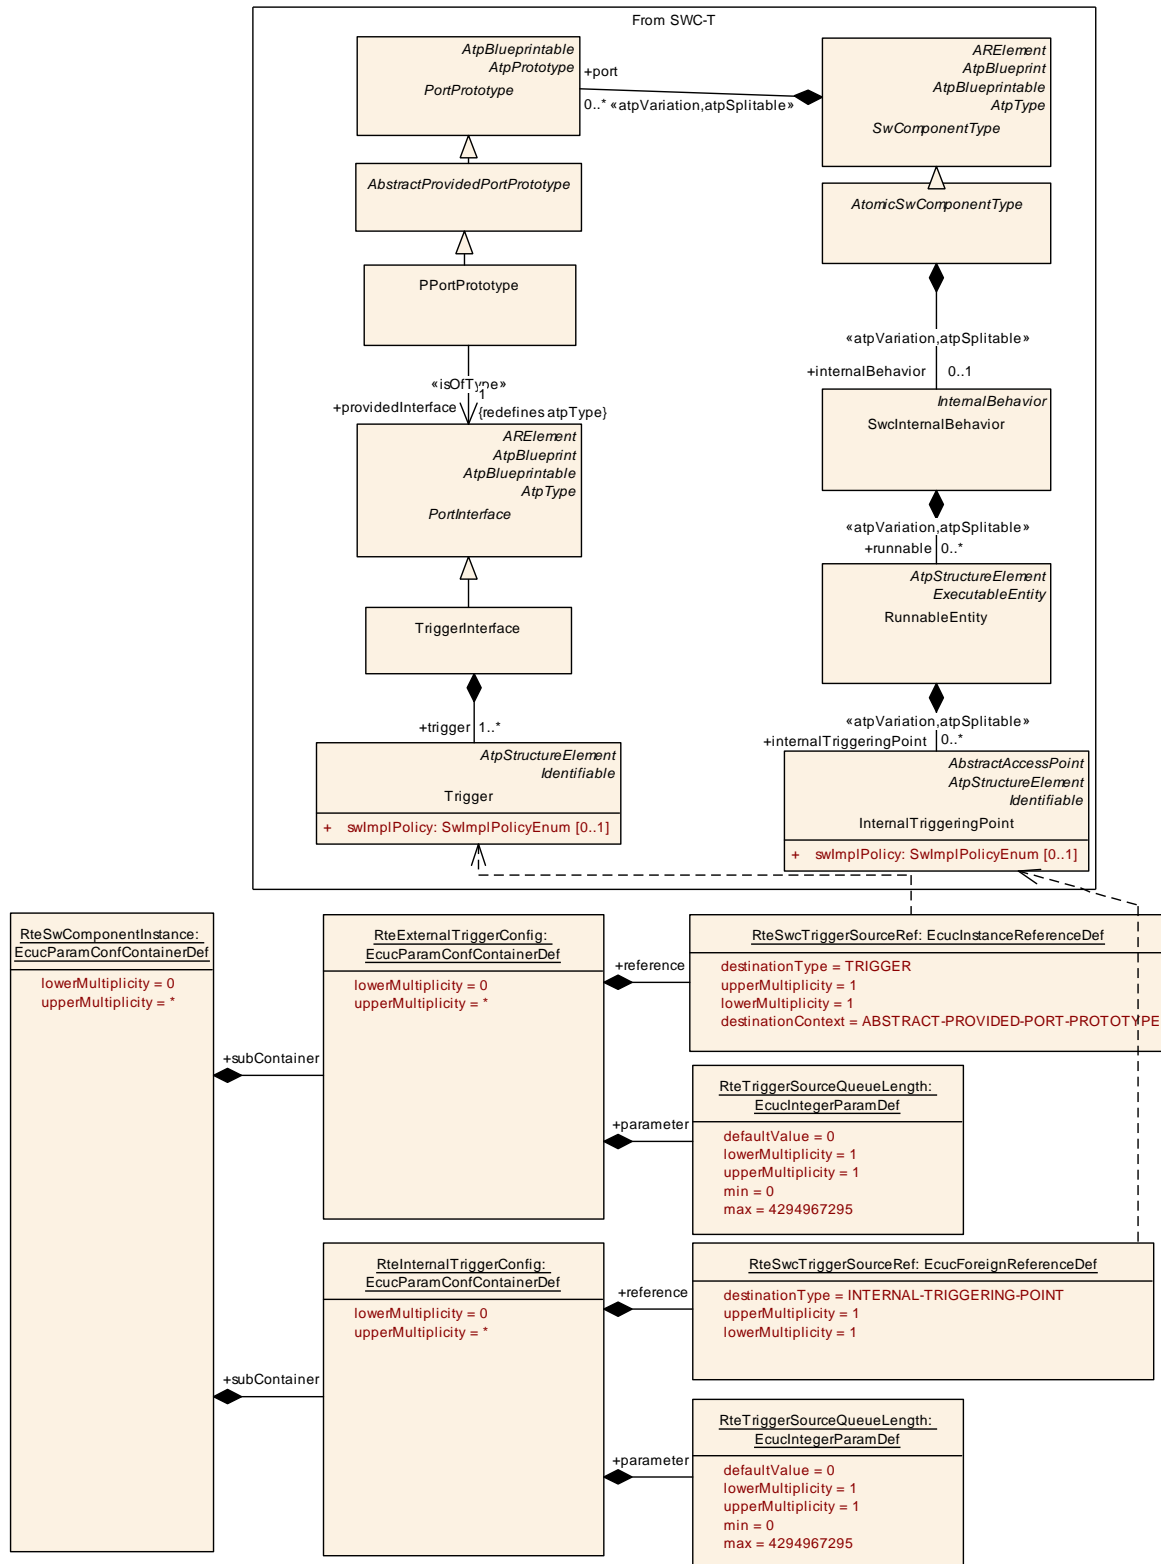 From SWC-T
AtpBlueprintable
AtpPrototype
PortPrototype
+port
0..* «atpVariation,atpSplitable»
ARElement
AtpBlueprint
AtpBlueprintable
AtpType
SwComponentType
AbstractProvidedPortPrototype
AtomicSwComponentType
PPortPrototype
«atpVariation,atpSplitable»
+internalBehavior 0..1
«isOfType»
1
+providedInterface {redefines atpType}
InternalBehavior
SwcInternalBehavior
ARElement
AtpBlueprint
AtpBlueprintable
AtpType
PortInterface
«atpVariation,atpSplitable»
+runnable 0..*
AtpStructureElement
ExecutableEntity
RunnableEntity
TriggerInterface
«atpVariation,atpSplitable»
+internalTriggeringPoint 0..*
+trigger 1..*
AtpStructureElement
Identifiable
Trigger
+ swImplPolicy: SwImplPolicyEnum [0..1]
AbstractAccessPoint
AtpStructureElement
Identifiable
InternalTriggeringPoint
+ swImplPolicy: SwImplPolicyEnum [0..1]
RteSwComponentInstance:
EcucParamConfContainerDef
lowerMultiplicity = 0
upperMultiplicity = *
RteExternalTriggerConfig:
EcucParamConfContainerDef
lowerMultiplicity = 0
upperMultiplicity = *
+reference
RteSwcTriggerSourceRef: EcucInstanceReferenceDef
destinationType = TRIGGER
upperMultiplicity = 1
lowerMultiplicity = 1
destinationContext = ABSTRACT-PROVIDED-PORT-PROTOTYPE
+subContainer
+parameter
RteTriggerSourceQueueLength:
EcucIntegerParamDef
defaultValue = 0
lowerMultiplicity = 1
upperMultiplicity = 1
min = 0
max = 4294967295
RteInternalTriggerConfig:
EcucParamConfContainerDef
lowerMultiplicity = 0
upperMultiplicity = *
+reference
RteSwcTriggerSourceRef: EcucForeignReferenceDef
destinationType = INTERNAL-TRIGGERING-POINT
upperMultiplicity = 1
lowerMultiplicity = 1
+subContainer
+parameter
RteTriggerSourceQueueLength:
EcucIntegerParamDef
defaultValue = 0
lowerMultiplicity = 1
upperMultiplicity = 1
min = 0
max = 4294967295